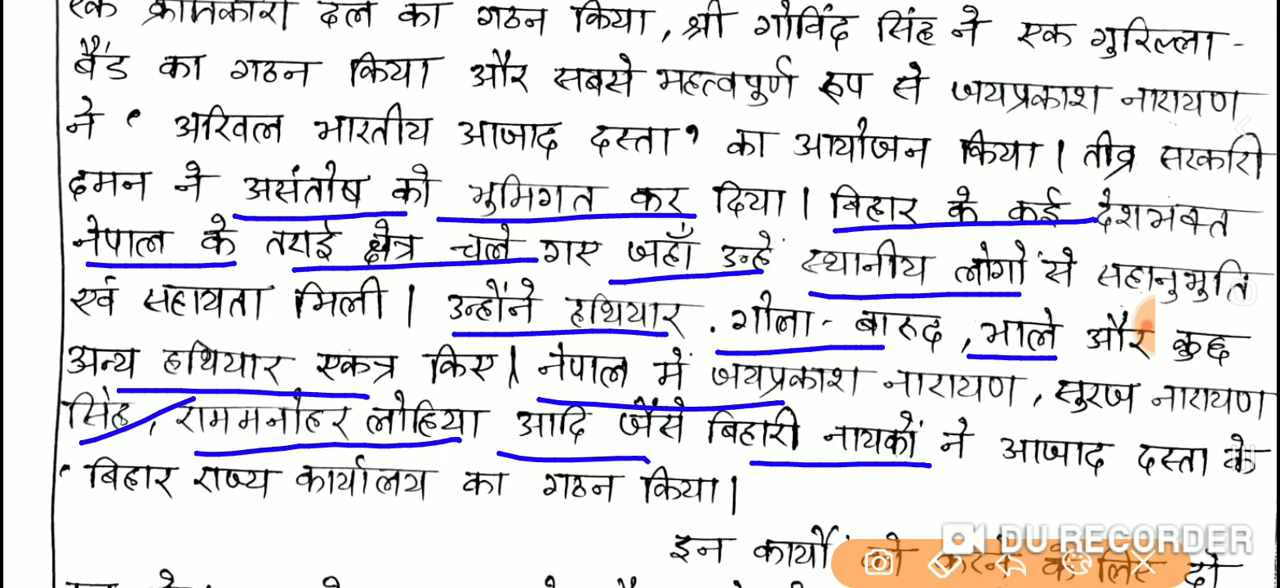 एक क्रांतिकारी दल का गठन किया, श्री गोविंद सिंह ने एक गुरिल्ला -
बैंड का गठन किया और सबसे महत्वपुर्ण रूप से जयप्रकाश नारायण
ने ' अखिल भारतीय आजाद दस्ता ' का आयोजन किया। तीव्र सरकारी
दमन ने असंतोष को भुमिगत कर दिया। बिहार के कई देशभक्त
नेपाल के तराई क्षेत्र चले गए जहाँ उन्हें स्थानीय लोगों से सहानुभुति
एवं सहायता मिली। उन्होंने हथियार . गोला - बारुद , भाले और कुछ
अन्य हथियार एकत्र किए। नेपाल में जयप्रकाश नारायण , सुरज नारायण
सिंह , राममनोहर लोहिया आदि जैसे बिहारी नायकों ने आजाद दस्ता के
' बिहार राज्य कार्यालय का गठन किया।
इन कार्यों को करने के लिए दो
DU RECORDER